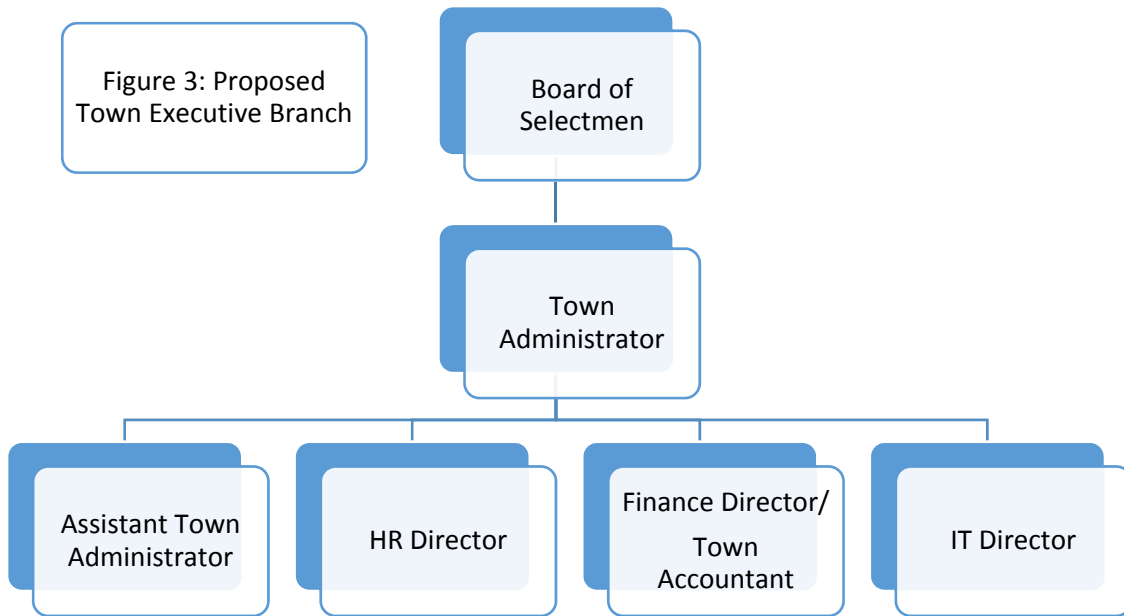 Figure 3: Proposed
Town Executive Branch
Board of
Selectmen
Town
Administrator
Assistant Town
Administrator
HR Director
Finance Director/
Town
Accountant
IT Director